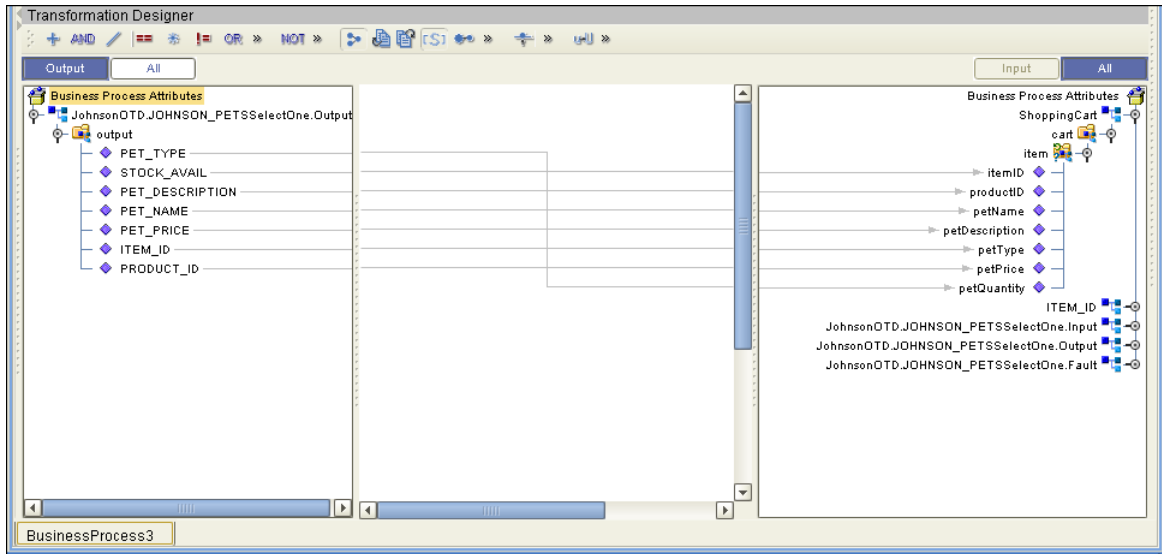 Transformation Designer
AND == != OR » NOT » [S] » » »
Output All Input All
Business Process Attributes
JohnsonOTD.JOHNSON_PETSSelectOne.Output
output
PET_TYPE
STOCK_AVAIL
PET_DESCRIPTION
PET_NAME
PET_PRICE
ITEM_ID
PRODUCT_ID
Business Process Attributes
ShoppingCart
cart
item
itemID
productID
petName
petDescription
petType
petPrice
petQuantity
ITEM_ID
JohnsonOTD.JOHNSON_PETSSelectOne.Input
JohnsonOTD.JOHNSON_PETSSelectOne.Output
JohnsonOTD.JOHNSON_PETSSelectOne.Fault
BusinessProcess3